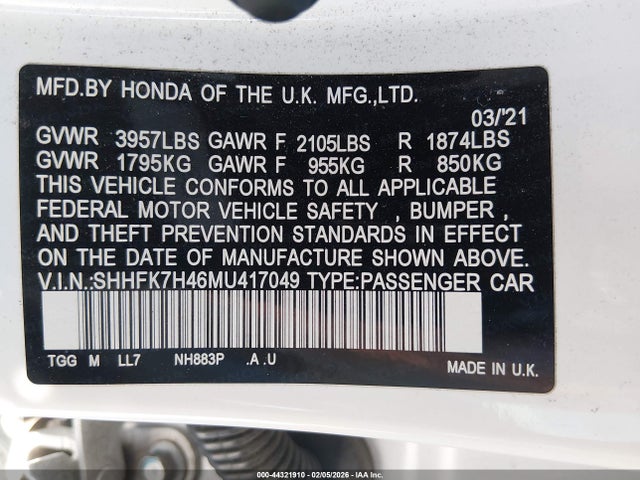 MFD.BY HONDA OF THE U.K. MFG.,LTD.
03/'21
GVWR 3957LBS GAWR F 2105LBS R 1874LBS
GVWR 1795KG GAWR F 955KG R 850KG
THIS VEHICLE CONFORMS TO ALL APPLICABLE
FEDERAL MOTOR VEHICLE SAFETY , BUMPER ,
AND THEFT PREVENTION STANDARDS IN EFFECT
ON THE DATE OF MANUFACTURE SHOWN ABOVE.
V.I.N.:SHHFK7H46MU417049 TYPE:PASSENGER CAR
TGG M LL7 NH883P .A .U
MADE IN U.K.
000-44321910 - 02/05/2026 - IAA Inc.